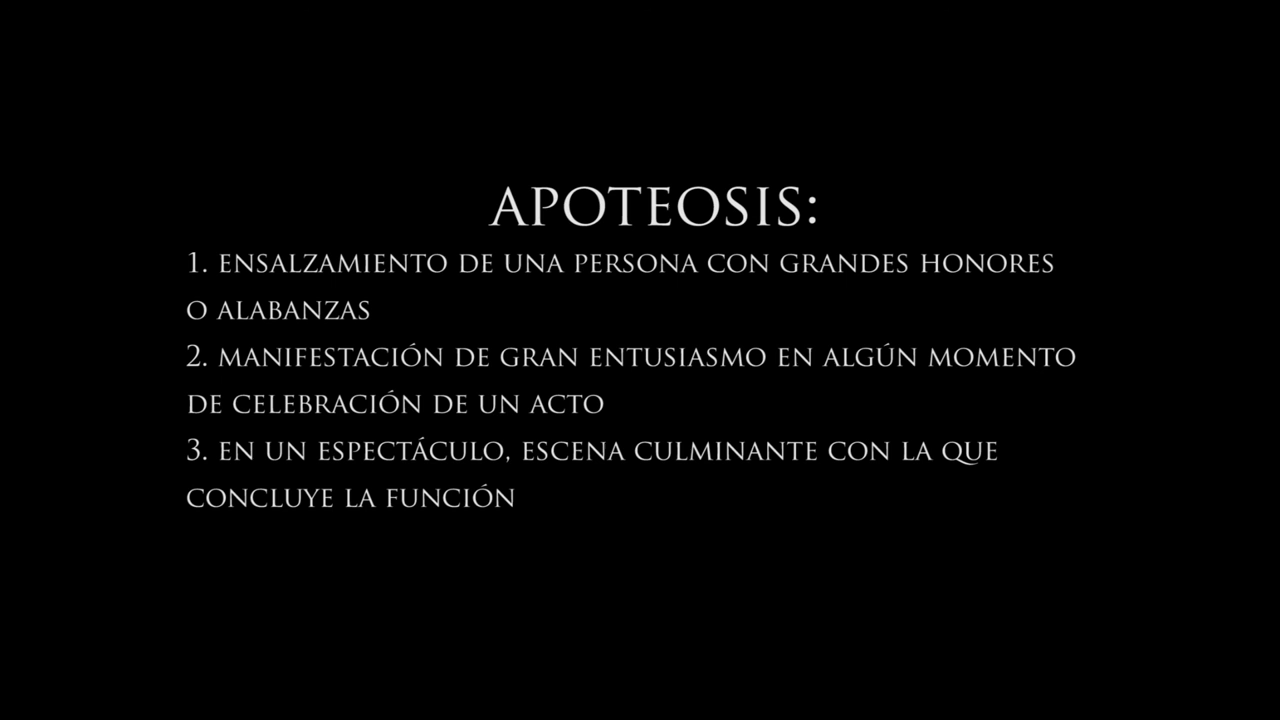 APOTEOSIS:
1. ENSALZAMIENTO DE UNA PERSONA CON GRANDES HONORES
O ALABANZAS
2. MANIFESTACIÓN DE GRAN ENTUSIASMO EN ALGÚN MOMENTO
DE CELEBRACIÓN DE UN ACTO
3. EN UN ESPECTÁCULO, ESCENA CULMINANTE CON LA QUE
CONCLUYE LA FUNCIÓN